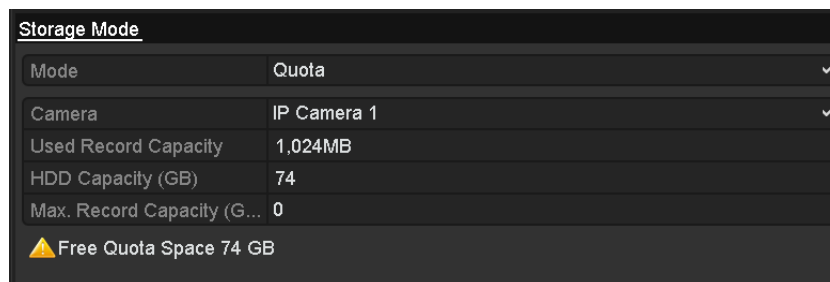 Storage Mode
Mode Quota
Camera IP Camera 1
Used Record Capacity 1,024MB
HDD Capacity (GB) 74
Max. Record Capacity (G... 0
Free Quota Space 74 GB